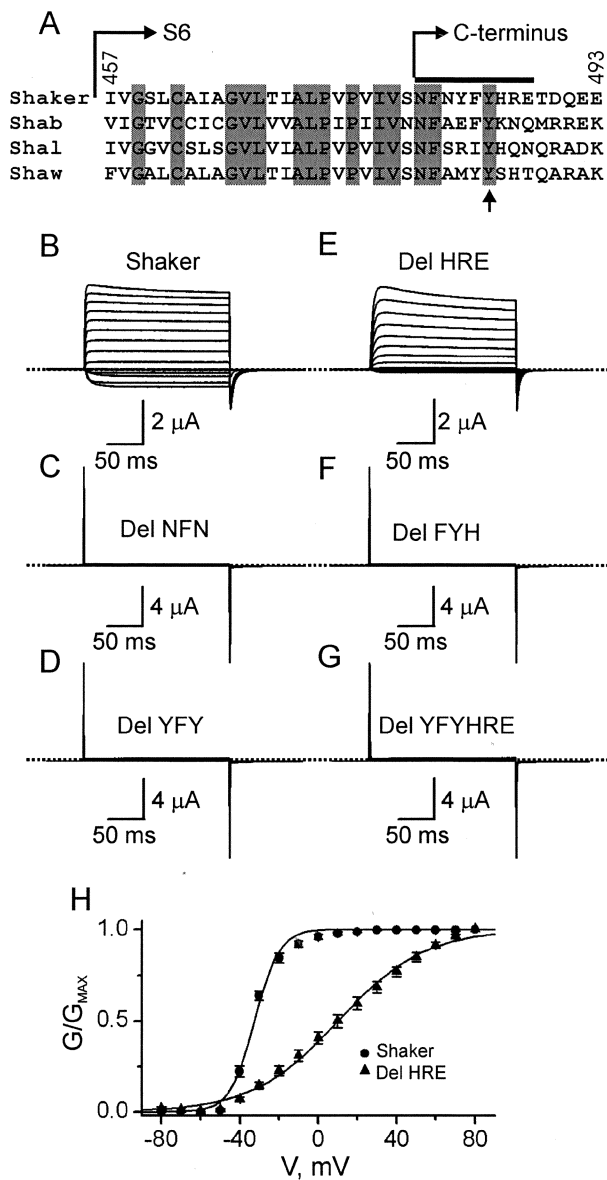 A
S6
C-terminus
457
493
Shaker IVGSLCAIAGVLTIALPVPVIVSNFNYFYHRETDQEE
Shab VIGTVCCICGVLVVALPIPIIVNNFAEFYKNQMRREK
Shal IVGGVCSLSGVLVIALPVPVIVSNFSRIYHQNQRADK
Shaw FVGALCALAGVLTIALPVPVIVSNFAMYYSHTQARAK
B
Shaker
2 µA
50 ms
E
Del HRE
2 µA
50 ms
C
Del NFN
4 µA
50 ms
F
Del FYH
4 µA
50 ms
D
Del YFY
4 µA
50 ms
G
Del YFYHRE
4 µA
50 ms
H
G/GMAX
1.0
0.5
0.0
Shaker
Del HRE
-80 -40 0 40 80
V, mV